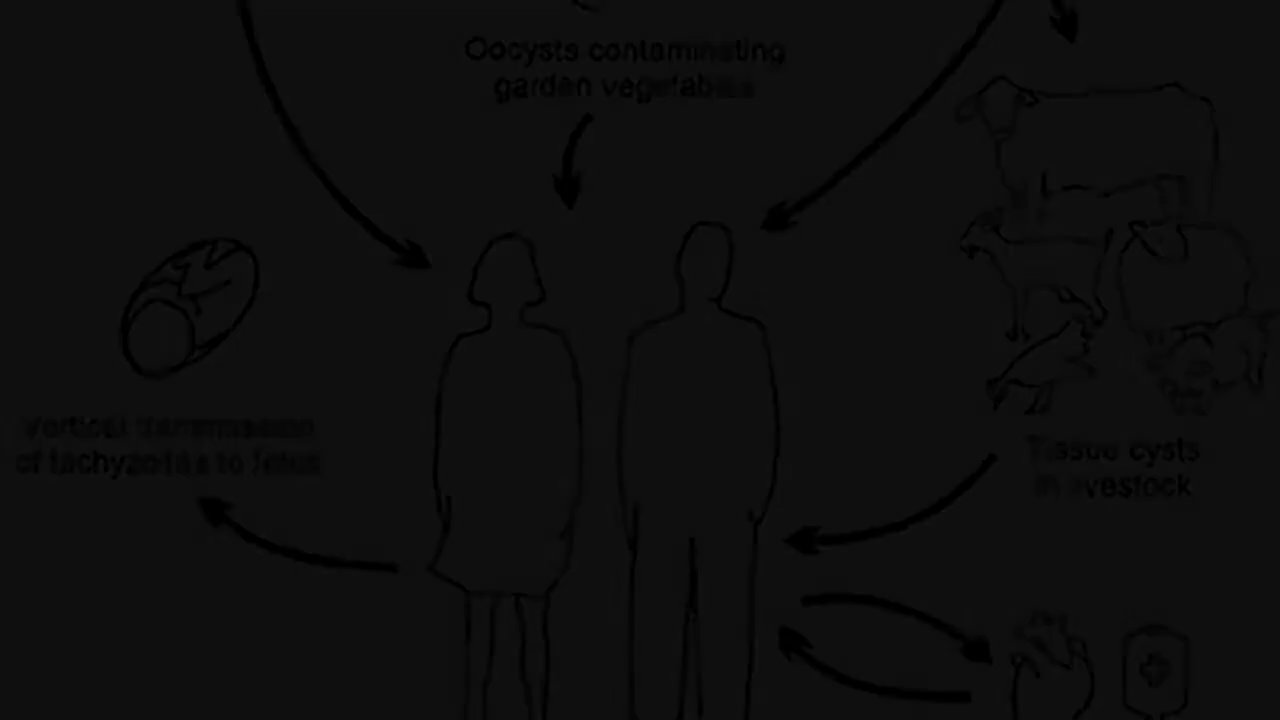 Oocysts contaminating
garden vegetables
Vertical transmission
of tachyzoites to fetus
Tissue cysts
in livestock